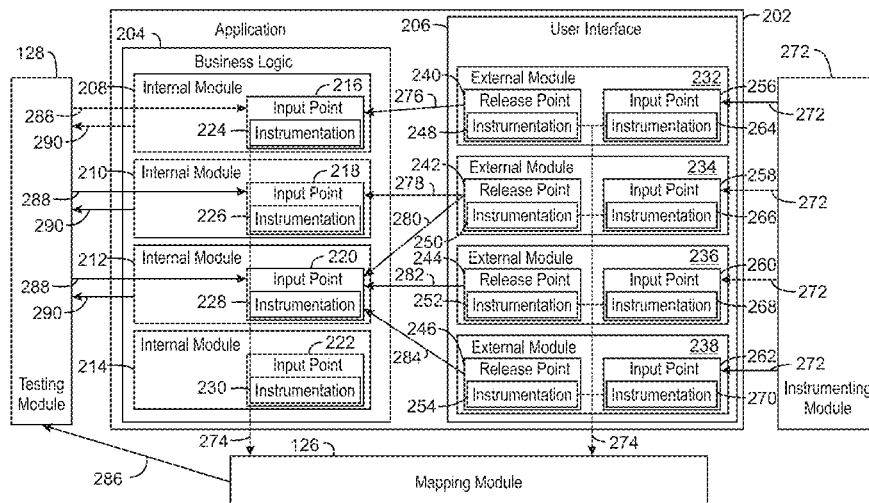 204 Application 206 User Interface 202
128 Business Logic 272
208 Internal Module 216 240 External Module 232 256
288 Input Point 276 Release Point Input Point 272
290 224 Instrumentation 248 Instrumentation Instrumentation 264
210 Internal Module 218 242 External Module 234 258
288 Input Point 278 Release Point Input Point 272
290 226 Instrumentation 280 250 Instrumentation Instrumentation 266
212 Internal Module 220 244 External Module 236 260
288 Input Point 282 Release Point Input Point 272
290 228 Instrumentation 252 Instrumentation Instrumentation 268
214 Internal Module 222 284 246 External Module 238 262
Input Point Release Point Input Point 272
Testing Module 230 Instrumentation 254 Instrumentation Instrumentation 270 Instrumenting Module
274 126 274
286 Mapping Module